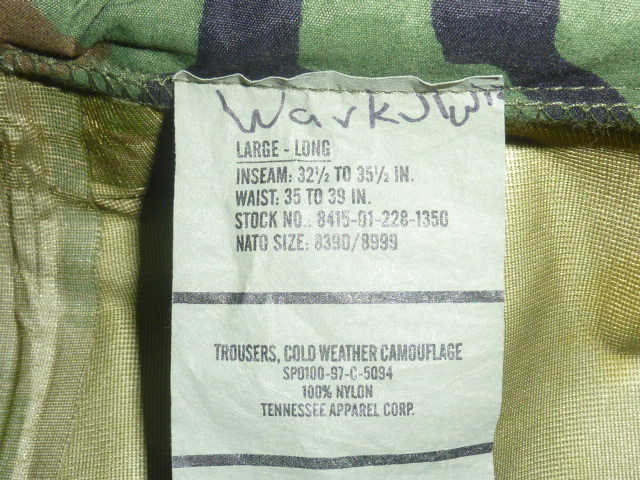 LARGE - LONG
INSEAM: 32½ TO 35½ IN.
WAIST: 35 TO 39 IN.
STOCK NO.: 8415-01-228-1350
NATO SIZE: 8390/8999
TROUSERS, COLD WEATHER CAMOUFLAGE
SPO100-97-C-5094
100% NYLON
TENNESSEE APPAREL CORP.